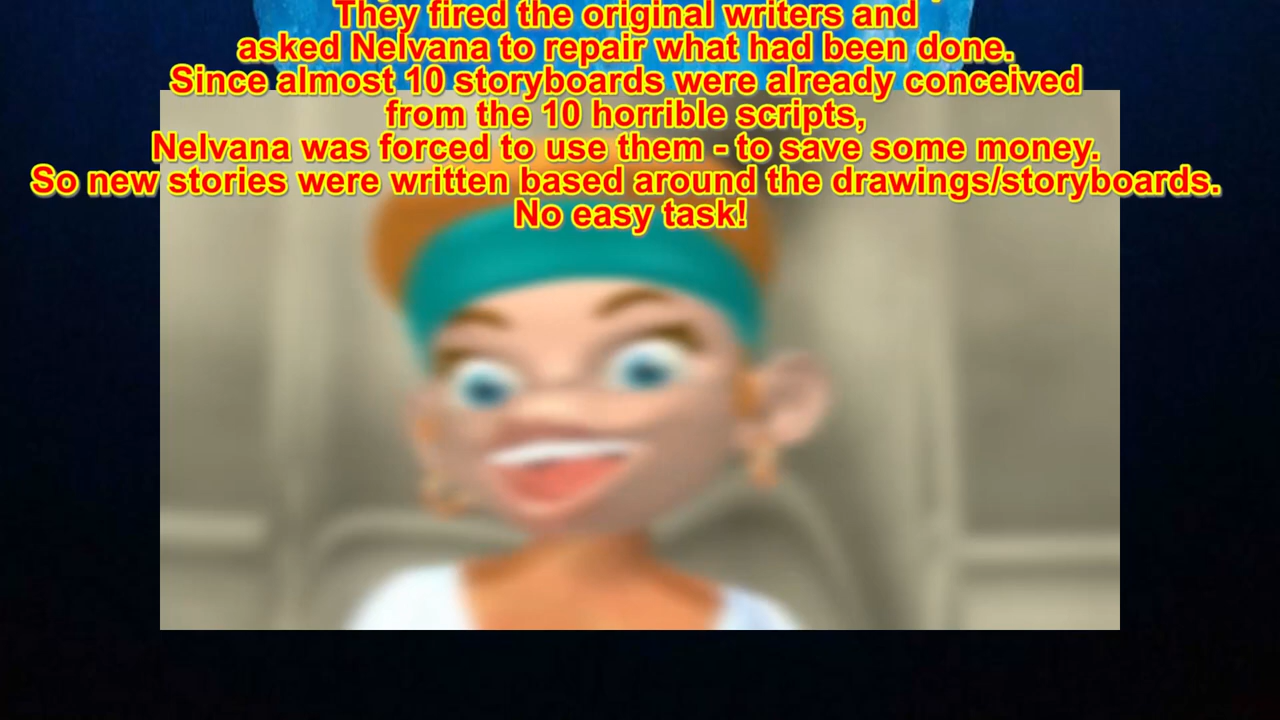 They fired the original writers and
asked Nelvana to repair what had been done.
Since almost 10 storyboards were already conceived
from the 10 horrible scripts,
Nelvana was forced to use them - to save some money.
So new stories were written based around the drawings/storyboards.
No easy task!